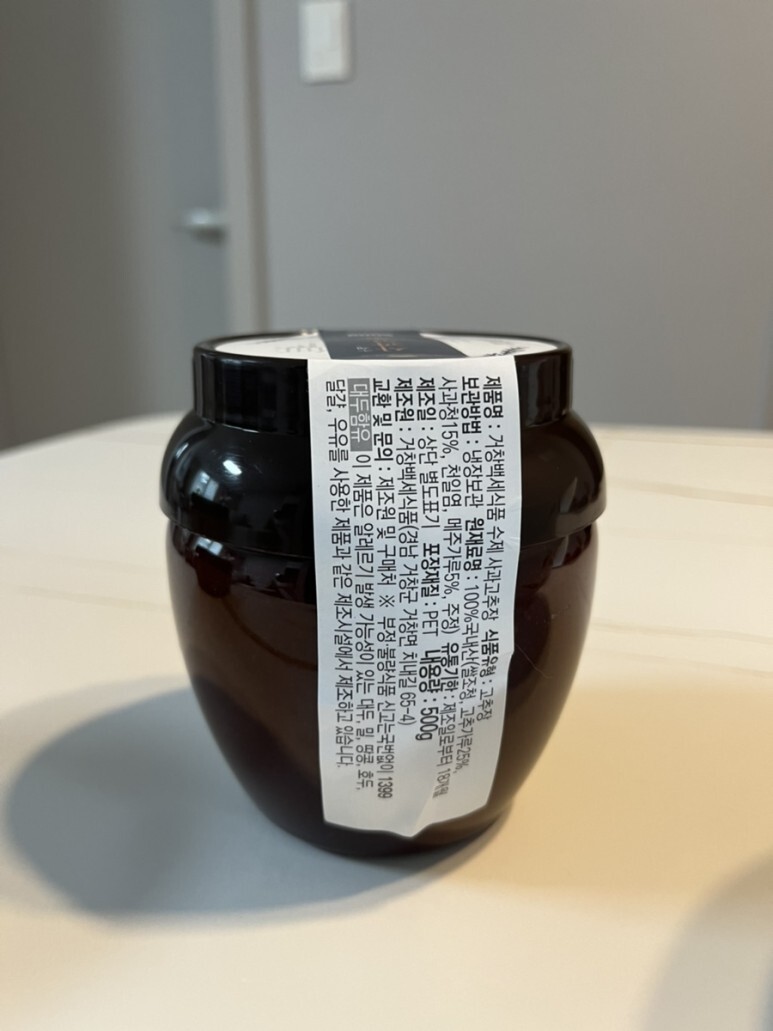 제품명 : 거창백세식품 수제 사과고추장 식품유형 : 고추장
보관방법 : 냉장보관 원재료명 : 100%국내산(쌀조청, 고추가루25%,
사과청15%, 천일염, 메주가루5%, 주정) 유통기한 : 제조일로부터 18개월
제조일 : 상단 별도표기 포장재질 : PET 내용량 : 500g
제조원 : 거창백세식품(경남 거창군 거창면 치내길 65-4)
교환 및 문의 : 제조원 및 구매처 ※ 부정·불량식품 신고는국번없이 1399
대두함유 이 제품은 알레르기 발생 가능성이 있는 대두, 밀, 땅콩, 호두,
달걀, 우유를 사용한 제품과 같은 제조시설에서 제조하고 있습니다.